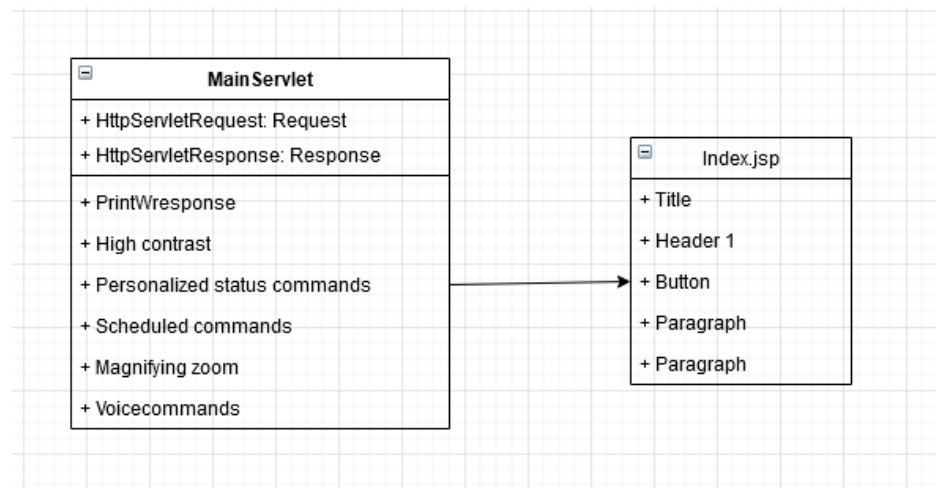 MainServlet
+ HttpServletRequest: Request
+ HttpServletResponse: Response
+ PrintWresponse
+ High contrast
+ Personalized status commands
+ Scheduled commands
+ Magnifying zoom
+ Voicecommands
Index.jsp
+ Title
+ Header 1
+ Button
+ Paragraph
+ Paragraph